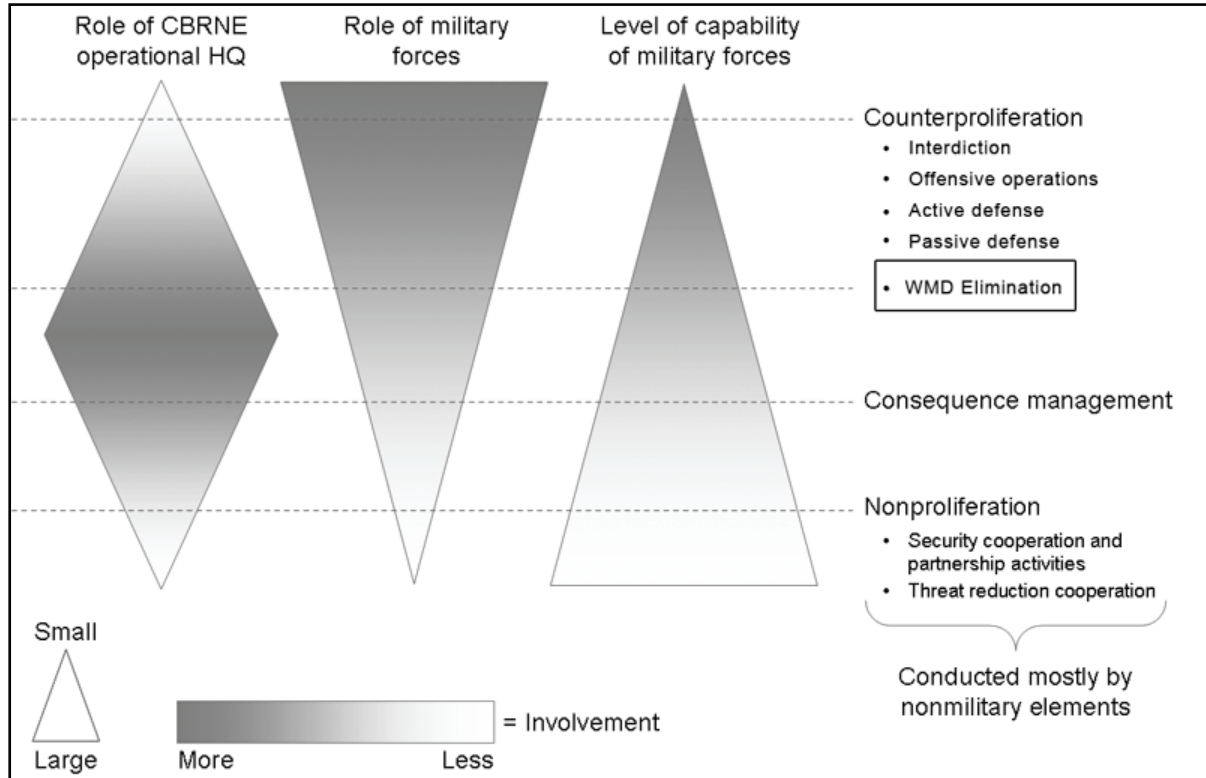 Role of CBRNE
operational HQ
Role of military
forces
Level of capability
of military forces
Counterproliferation
• Interdiction
• Offensive operations
• Active defense
• Passive defense
• WMD Elimination
Consequence management
Nonproliferation
• Security cooperation and
partnership activities
• Threat reduction cooperation
Conducted mostly by
nonmilitary elements
Small
Large
= Involvement
More Less